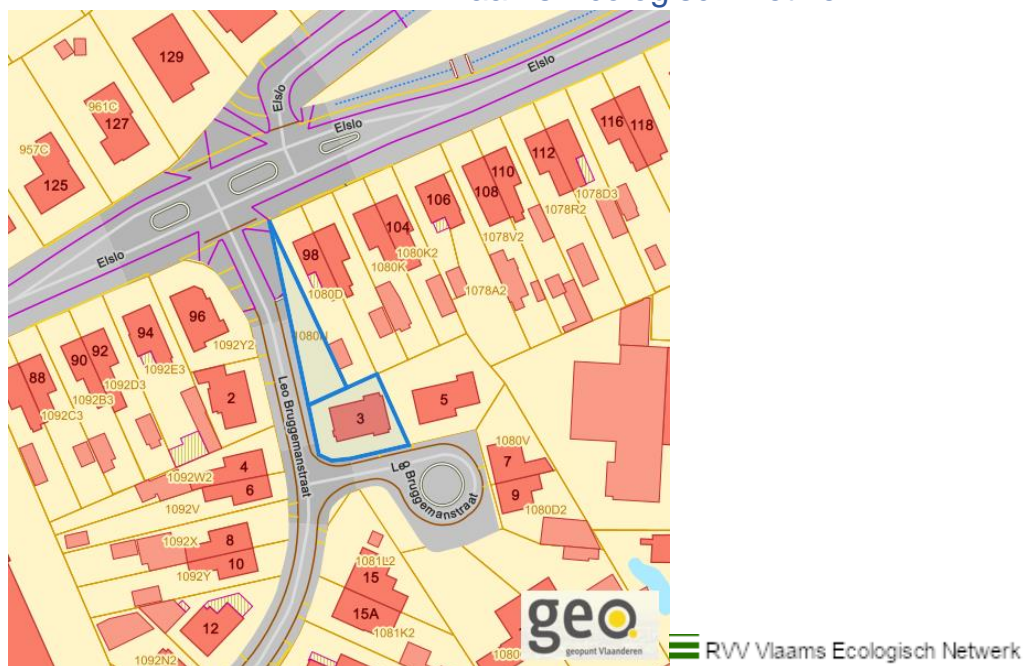 129
961C
127
957C
125
Elslo
Elslo
Elslo
Elslo
116
118
112
110
108
106
104
98
1078D3
1078R2
1078V2
1080K2
1080K
1078A2
1080D
96
94
92
90
88
1092Y2
1092E3
1092D3
1092B3
1092C3
2
3
5
Leo Bruggemanstraat
Leo Bruggemanstraat
1080V
7
9
1080D2
4
6
1092W2
1092V
8
10
1092X
1092Y
12
1092N2
1081L2
15
15A
1081K2
geo.
geopunt Vlaanderen
RVV Vlaams Ecologisch Netwerk